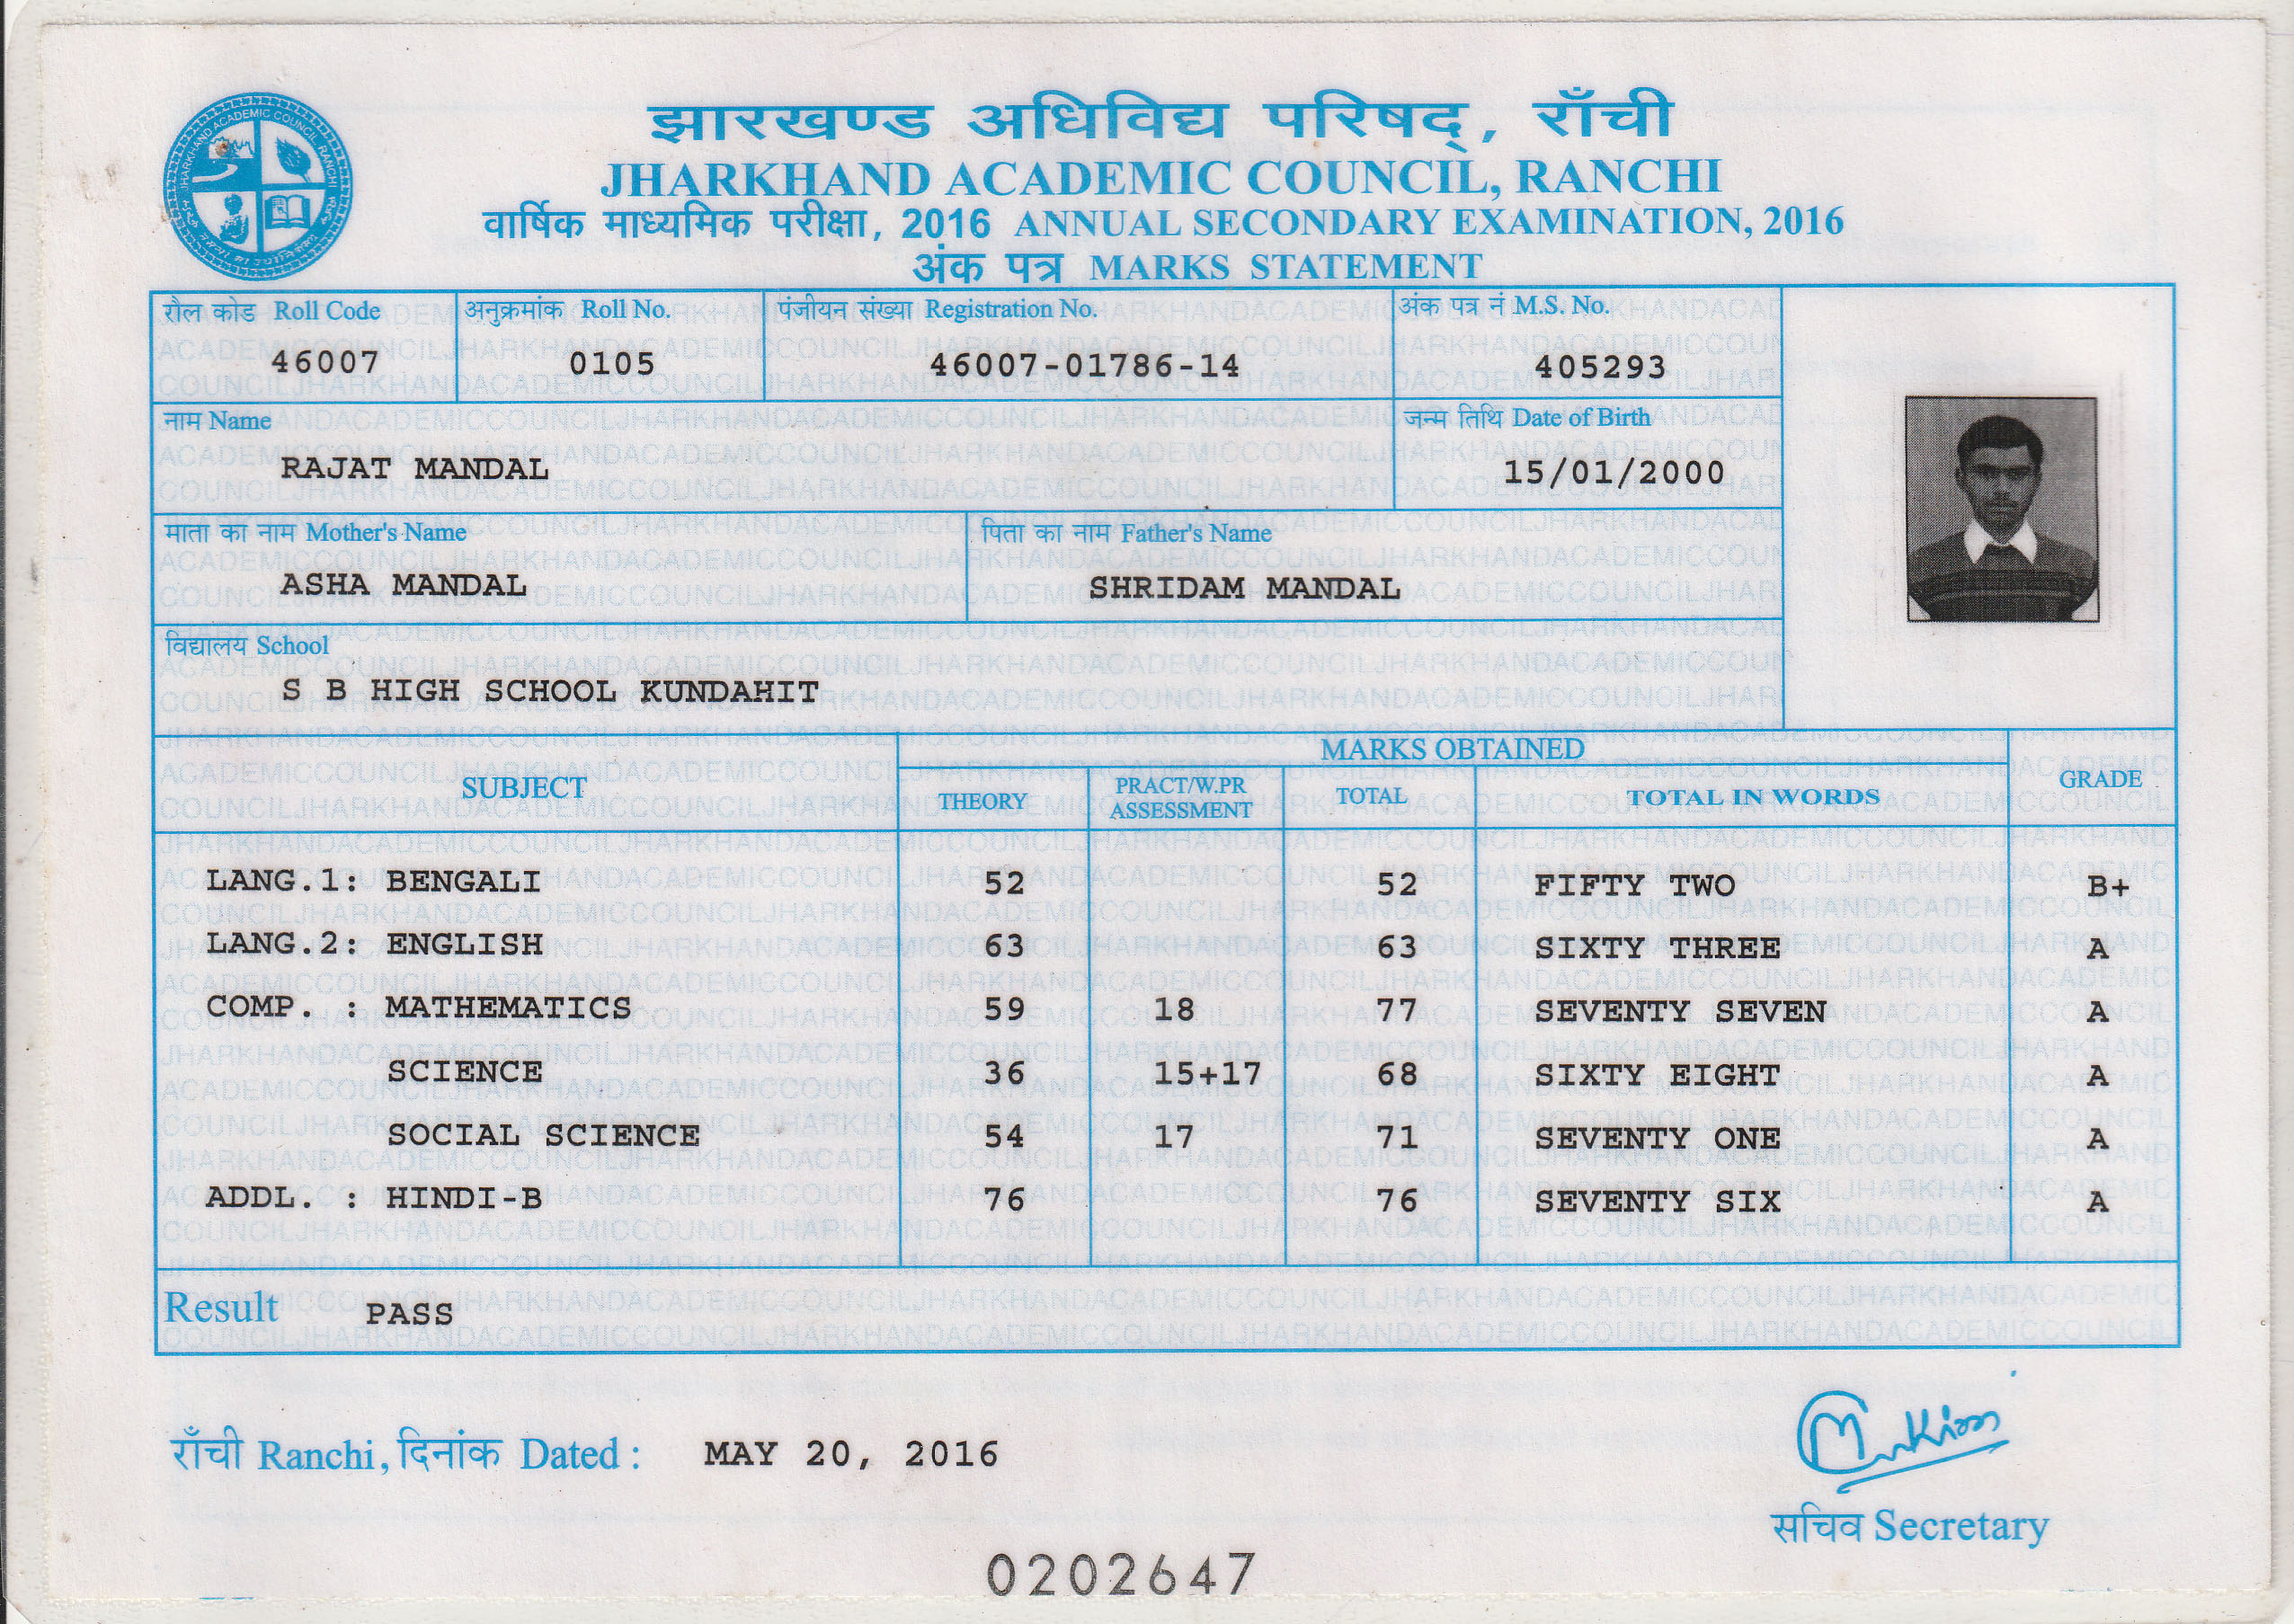 झारखण्ड अधिविद्य परिषद्, राँची
JHARKHAND ACADEMIC COUNCIL, RANCHI
वार्षिक माध्यमिक परीक्षा, 2016 ANNUAL SECONDARY EXAMINATION, 2016
अंक पत्र MARKS STATEMENT
रौल कोड Roll Code अनुक्रमांक Roll No. पंजीयन संख्या Registration No. अंक पत्र नं M.S. No.
46007 0105 46007-01786-14 405293
नाम Name जन्म तिथि Date of Birth
RAJAT MANDAL 15/01/2000
माता का नाम Mother's Name पिता का नाम Father's Name
ASHA MANDAL SHRIDAM MANDAL
विद्यालय School
S B HIGH SCHOOL KUNDAHIT
SUBJECT MARKS OBTAINED GRADE
THEORY PRACT/W.PR ASSESSMENT TOTAL TOTAL IN WORDS
LANG.1: BENGALI 52 52 FIFTY TWO B+
LANG.2: ENGLISH 63 63 SIXTY THREE A
COMP. : MATHEMATICS 59 18 77 SEVENTY SEVEN A
SCIENCE 36 15+17 68 SIXTY EIGHT A
SOCIAL SCIENCE 54 17 71 SEVENTY ONE A
ADDL. : HINDI-B 76 76 SEVENTY SIX A
Result PASS
राँची Ranchi, दिनांक Dated : MAY 20, 2016
सचिव Secretary
0202647